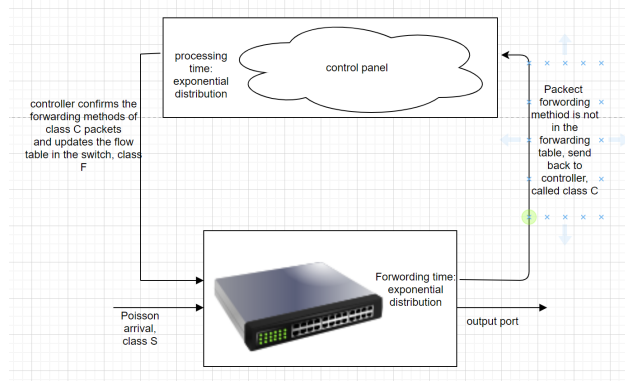 processing
time:
exponential
distribution
control panel
controller confirms the
forwarding methods of
class C packets
and updates the flow
table in the switch, class
F
Packect
forwording
methiod is not
in the
forwarding
table, send
back to
controller,
called class C
Forwording time:
exponential
distribution
Poisson
arrival,
class S
output port